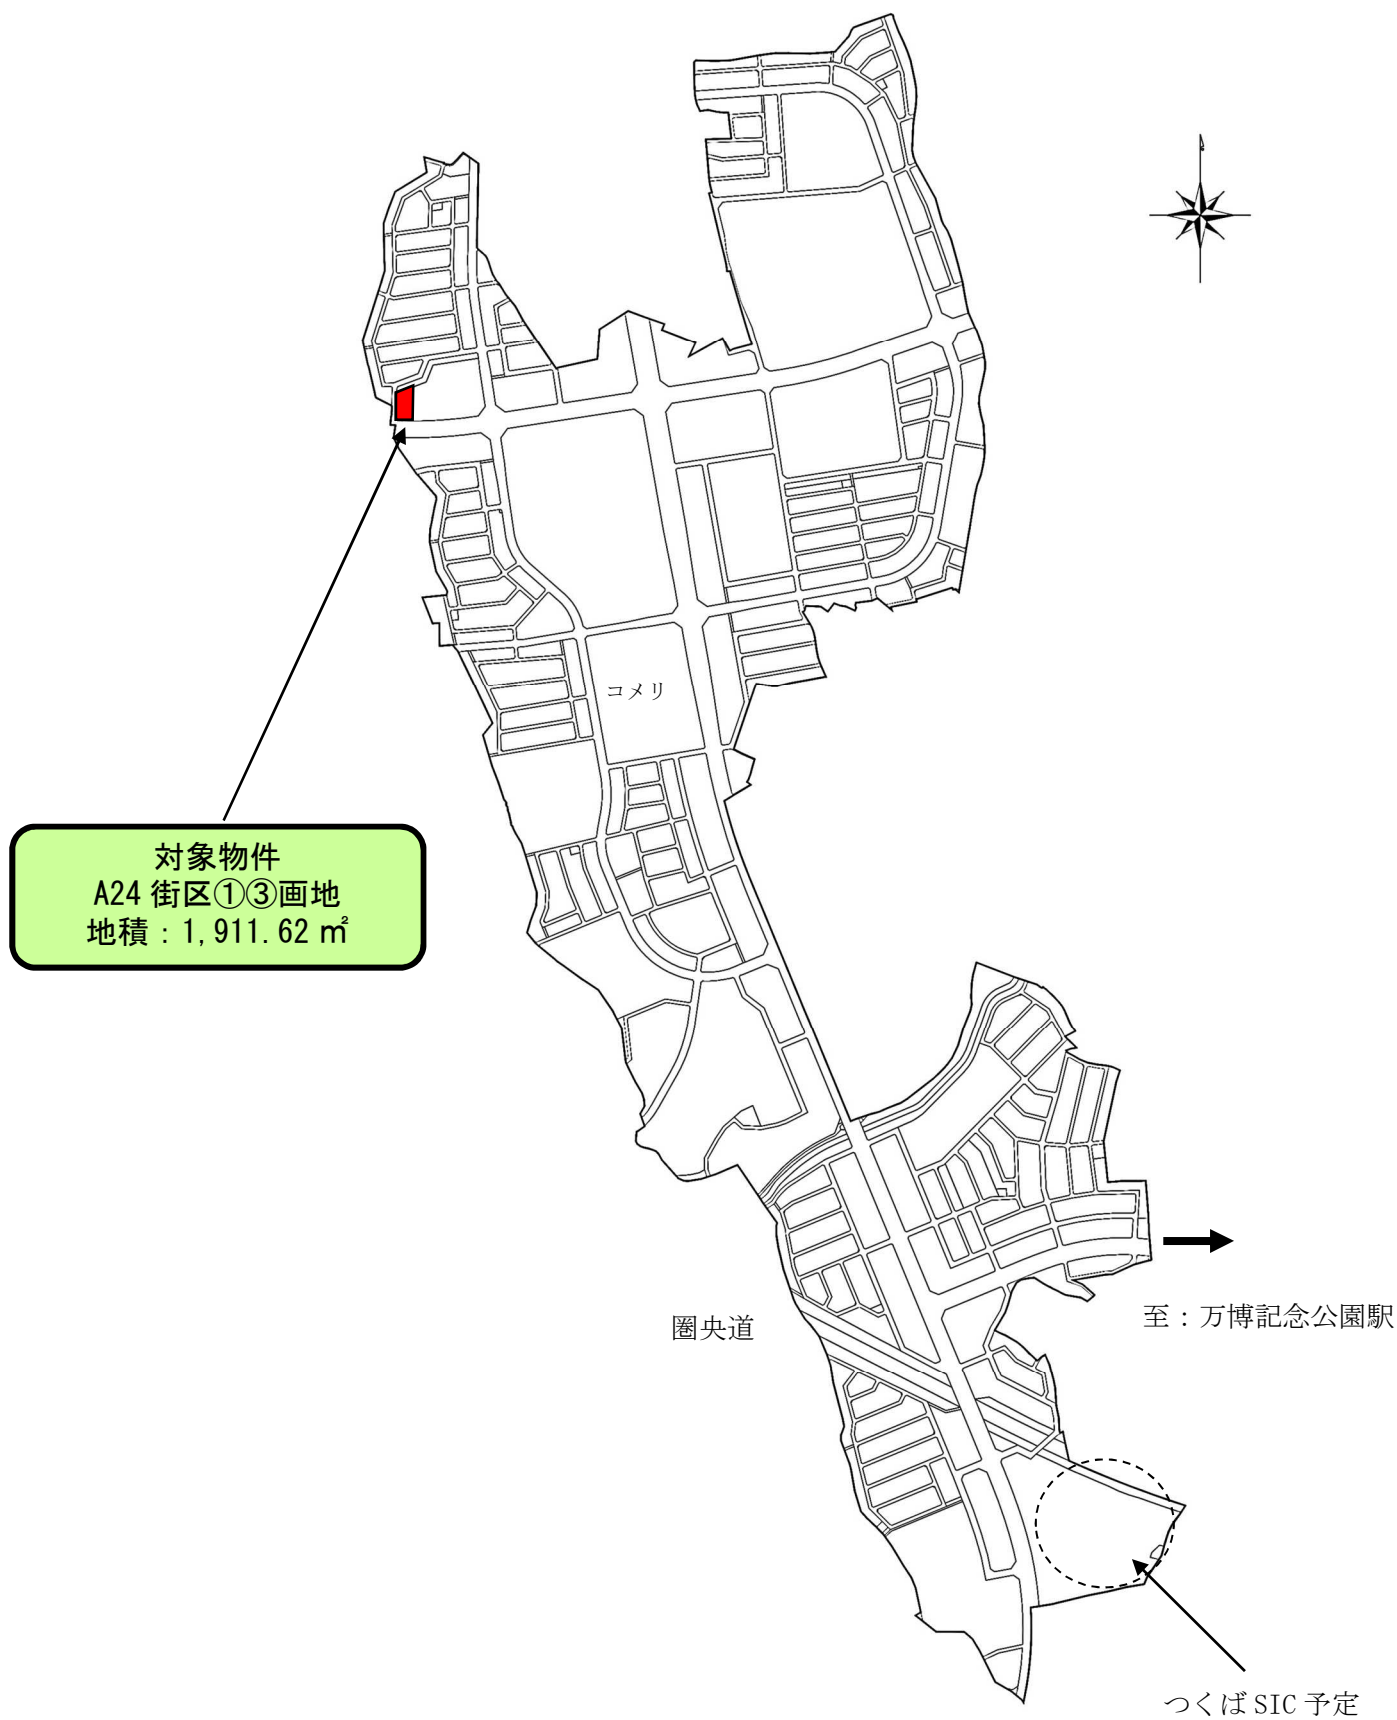 コメリ
対象物件
A24 街区①③画地
地積：1,911.62 ㎡
圏央道
至：万博記念公園駅
つくば SIC 予定